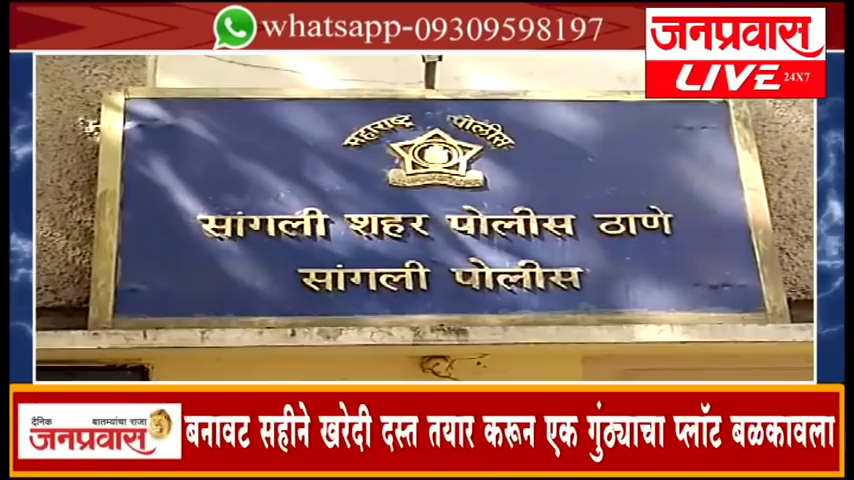 whatsapp-09309598197
जनप्रवास
LIVE 24X7
महाराष्ट्र पोलीस
सांगली शहर पोलीस ठाणे
सांगली पोलीस
दैनिक बातम्यांचा राजा
जनप्रवास
बनावट सहीने खरेदी दस्त तयार करून एक गुंठ्याचा प्लॉट बळकावला